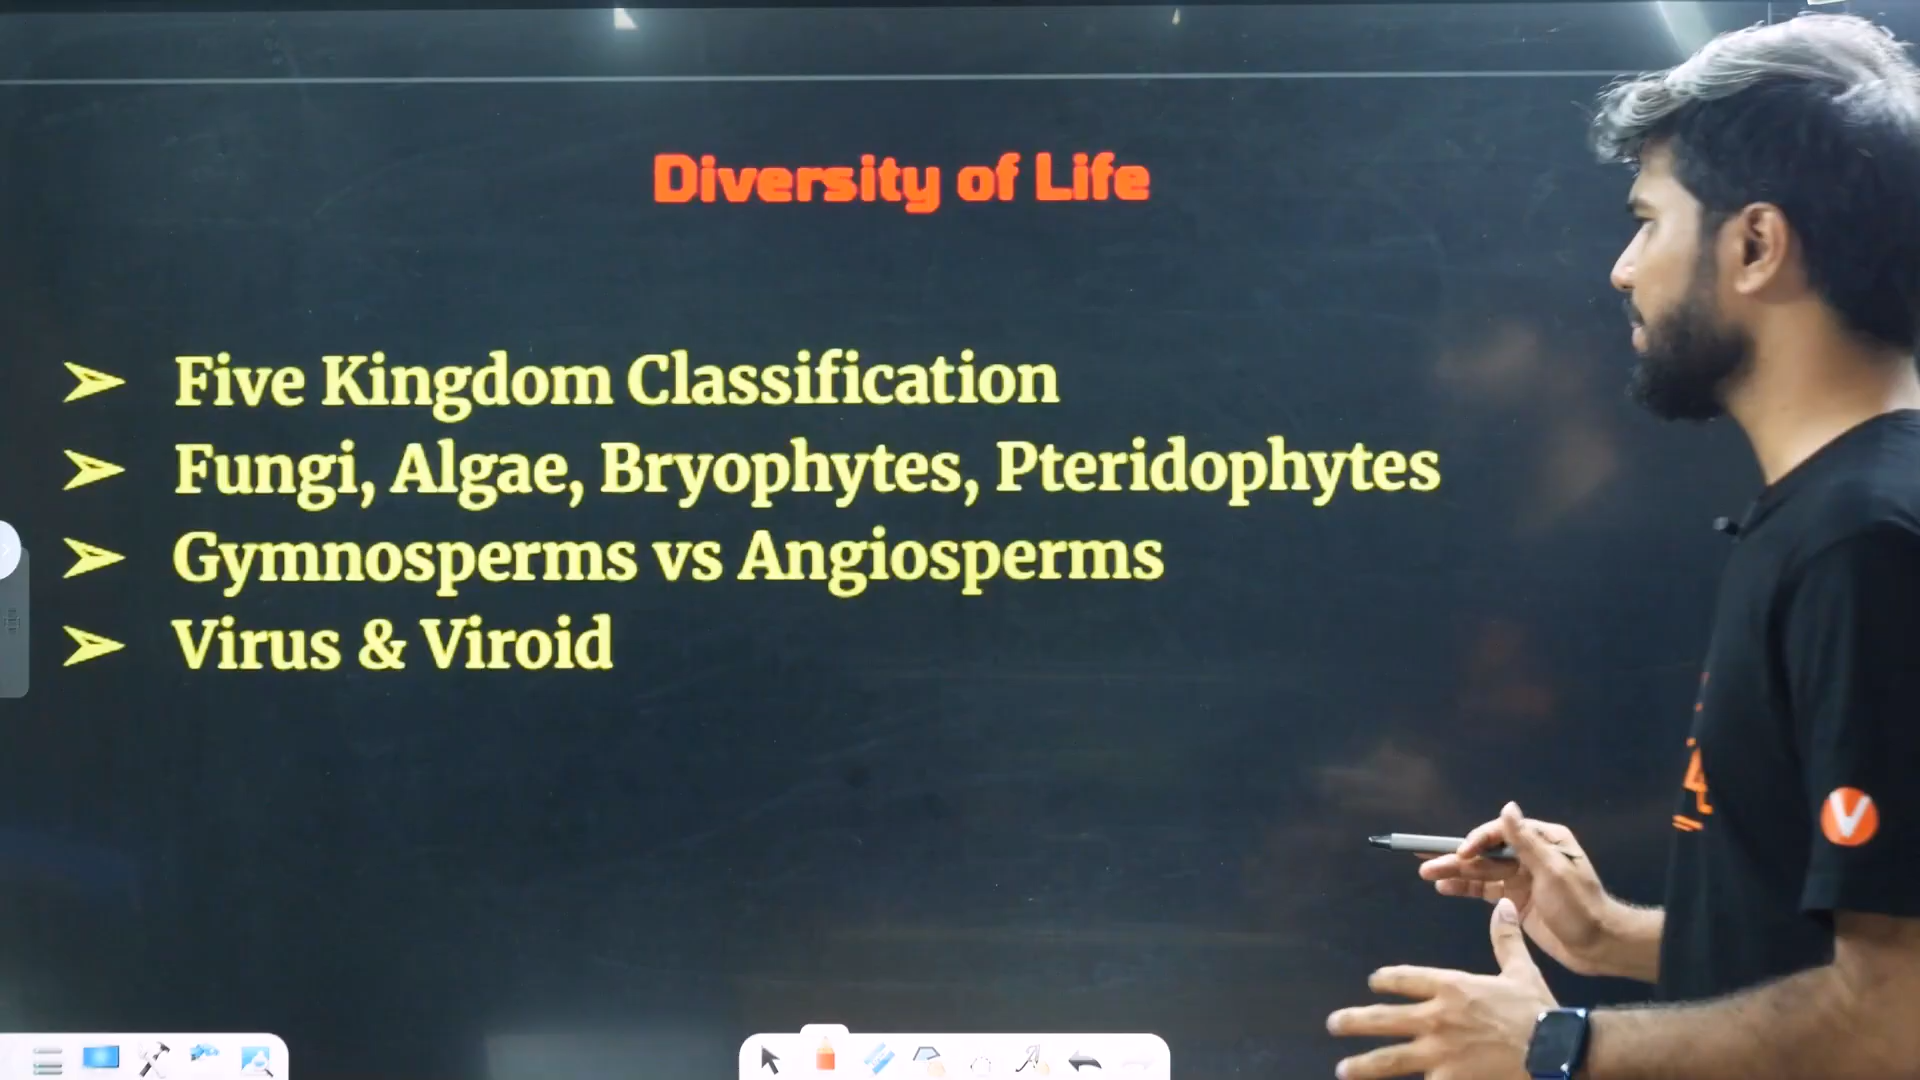 Diversity of Life
➢ Five Kingdom Classification
➢ Fungi, Algae, Bryophytes, Pteridophytes
➢ Gymnosperms vs Angiosperms
➢ Virus & Viroid
V